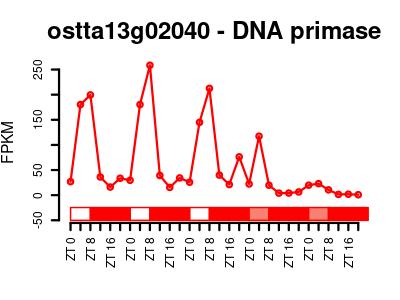 ostta13g02040 - DNA primase
FPKM
250
150
50
0
-50
ZT 0
ZT 8
ZT 16
ZT 0
ZT 8
ZT 16
ZT 0
ZT 8
ZT 16
ZT 0
ZT 8
ZT 16
ZT 0
ZT 8
ZT 16